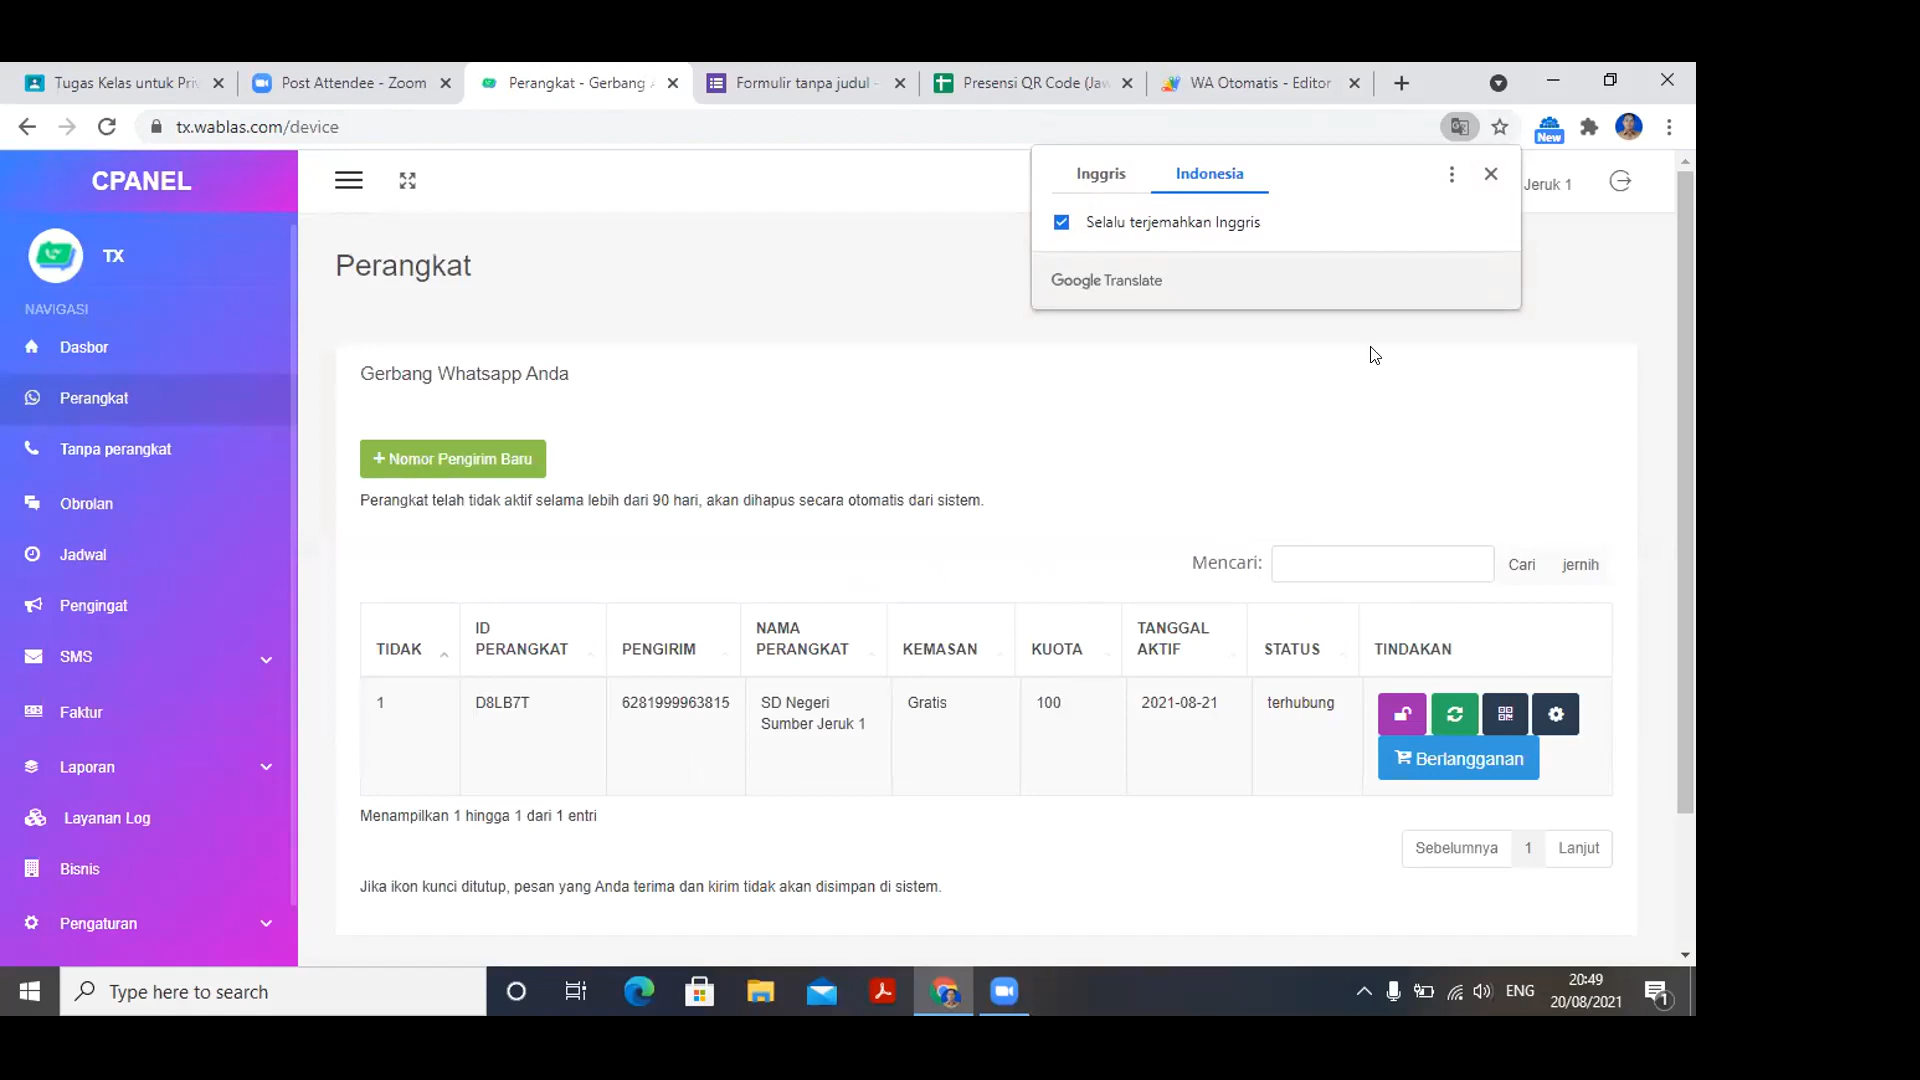 Tugas Kelas untuk Priv
Post Attendee - Zoom
Perangkat - Gerbang
Formulir tanpa judul -
Presensi QR Code (Jaw
WA Otomatis - Editor
tx.wablas.com/device
New
CPANEL
TX
NAVIGASI
Dasbor
Perangkat
Tanpa perangkat
Obrolan
Jadwal
Pengingat
SMS
Faktur
Laporan
Layanan Log
Bisnis
Pengaturan
Inggris
Indonesia
Selalu terjemahkan Inggris
Google Translate
Jeruk 1
Perangkat
Gerbang Whatsapp Anda
+ Nomor Pengirim Baru
Perangkat telah tidak aktif selama lebih dari 90 hari, akan dihapus secara otomatis dari sistem.
Mencari:
Cari
jernih
TIDAK
ID PERANGKAT
PENGIRIM
NAMA PERANGKAT
KEMASAN
KUOTA
TANGGAL AKTIF
STATUS
TINDAKAN
1
D8LB7T
6281999963815
SD Negeri
Sumber Jeruk 1
Gratis
100
2021-08-21
terhubung
Berlangganan
Menampilkan 1 hingga 1 dari 1 entri
Sebelumnya
1
Lanjut
Jika ikon kunci ditutup, pesan yang Anda terima dan kirim tidak akan disimpan di sistem.
Type here to search
ENG
20:49
20/08/2021
1